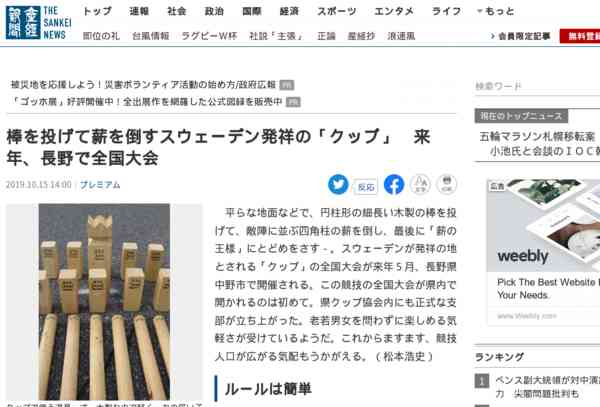 産経新聞 THE SANKEI NEWS
トップ 速報 社会 政治 国際 経済 スポーツ エンタメ ライフ もっと
即位の礼 台風情報 ラグビーW杯 社説「主張」 正論 産経抄 浪速風
会員限定記事 無料会員
被災地を応援しよう!災害ボランティア活動の始め方/政府広報 PR
「ゴッホ展」好評開催中!全出展作を網羅した公式図録を販売中 PR
棒を投げて薪を倒すスウェーデン発祥の「クッブ」 来
年、長野で全国大会
2019.10.15 14:00 プレミアム
反応
文字 印刷
平らな地面などで、円柱形の細長い木製の棒を投
げて、敵陣に並ぶ四角柱の薪を倒し、最後に「薪の
王様」にとどめをさす-。スウェーデンが発祥の地
とされる「クッブ」の全国大会が来年5月、長野県
中野市で開催される。この競技の全国大会が県内で
開かれるのは初めて。県クッブ協会内にも正式な支
部が立ち上がった。老若男女を問わずに楽しめる気
軽さが受けているようだ。これからますます、競技
人口が広がる気配もうかがえる。(松本浩史)
ルールは簡単
検索ワード
現在のトップニュース
五輪マラソン札幌移転案
小池氏と会談のIOC
広告
weebly
Pick The Best Website
Your Needs.
www.Weebly.com
ランキング
1 ペンス副大統領が対中演
力 尖閣問題批判も